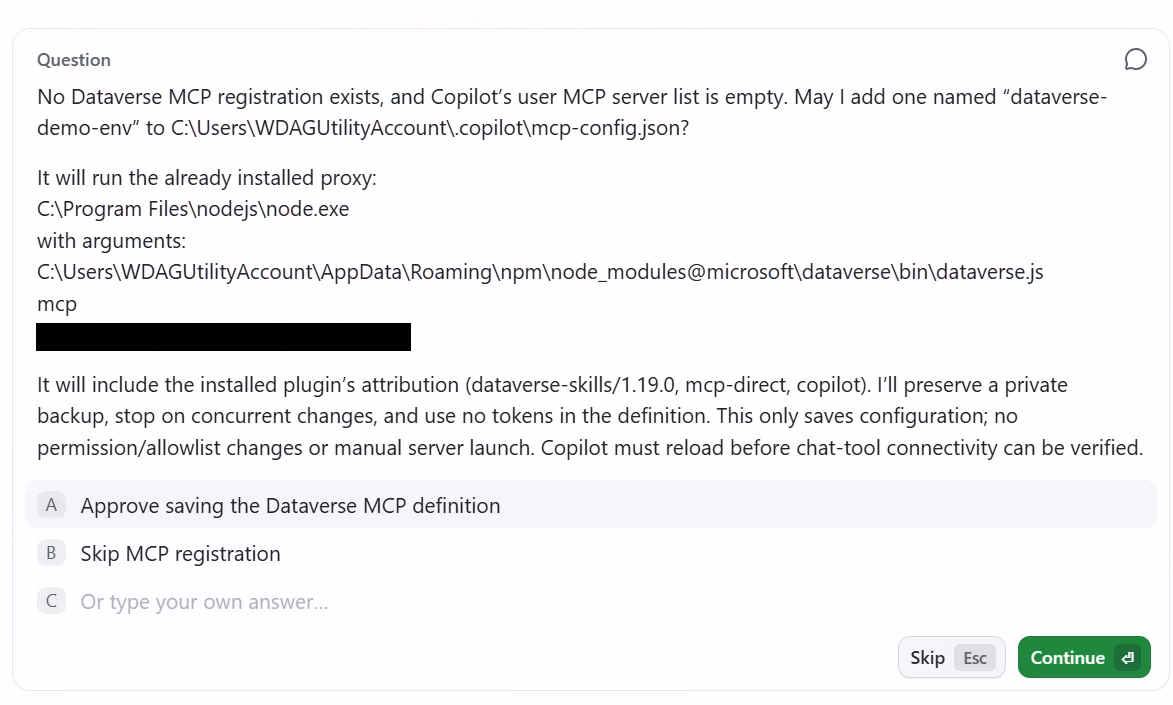 Question
No Dataverse MCP registration exists, and Copilot’s user MCP server list is empty. May I add one named “dataverse-
demo-env” to C:\Users\WDAGUtilityAccount\.copilot\mcp-config.json?
It will run the already installed proxy:
C:\Program Files\nodejs\node.exe
with arguments:
C:\Users\WDAGUtilityAccount\AppData\Roaming\npm\node_modules@microsoft\dataverse\bin\dataverse.js
mcp
It will include the installed plugin’s attribution (dataverse-skills/1.19.0, mcp-direct, copilot). I’ll preserve a private
backup, stop on concurrent changes, and use no tokens in the definition. This only saves configuration; no
permission/allowlist changes or manual server launch. Copilot must reload before chat-tool connectivity can be verified.
A Approve saving the Dataverse MCP definition
B Skip MCP registration
C Or type your own answer...
Skip Esc Continue